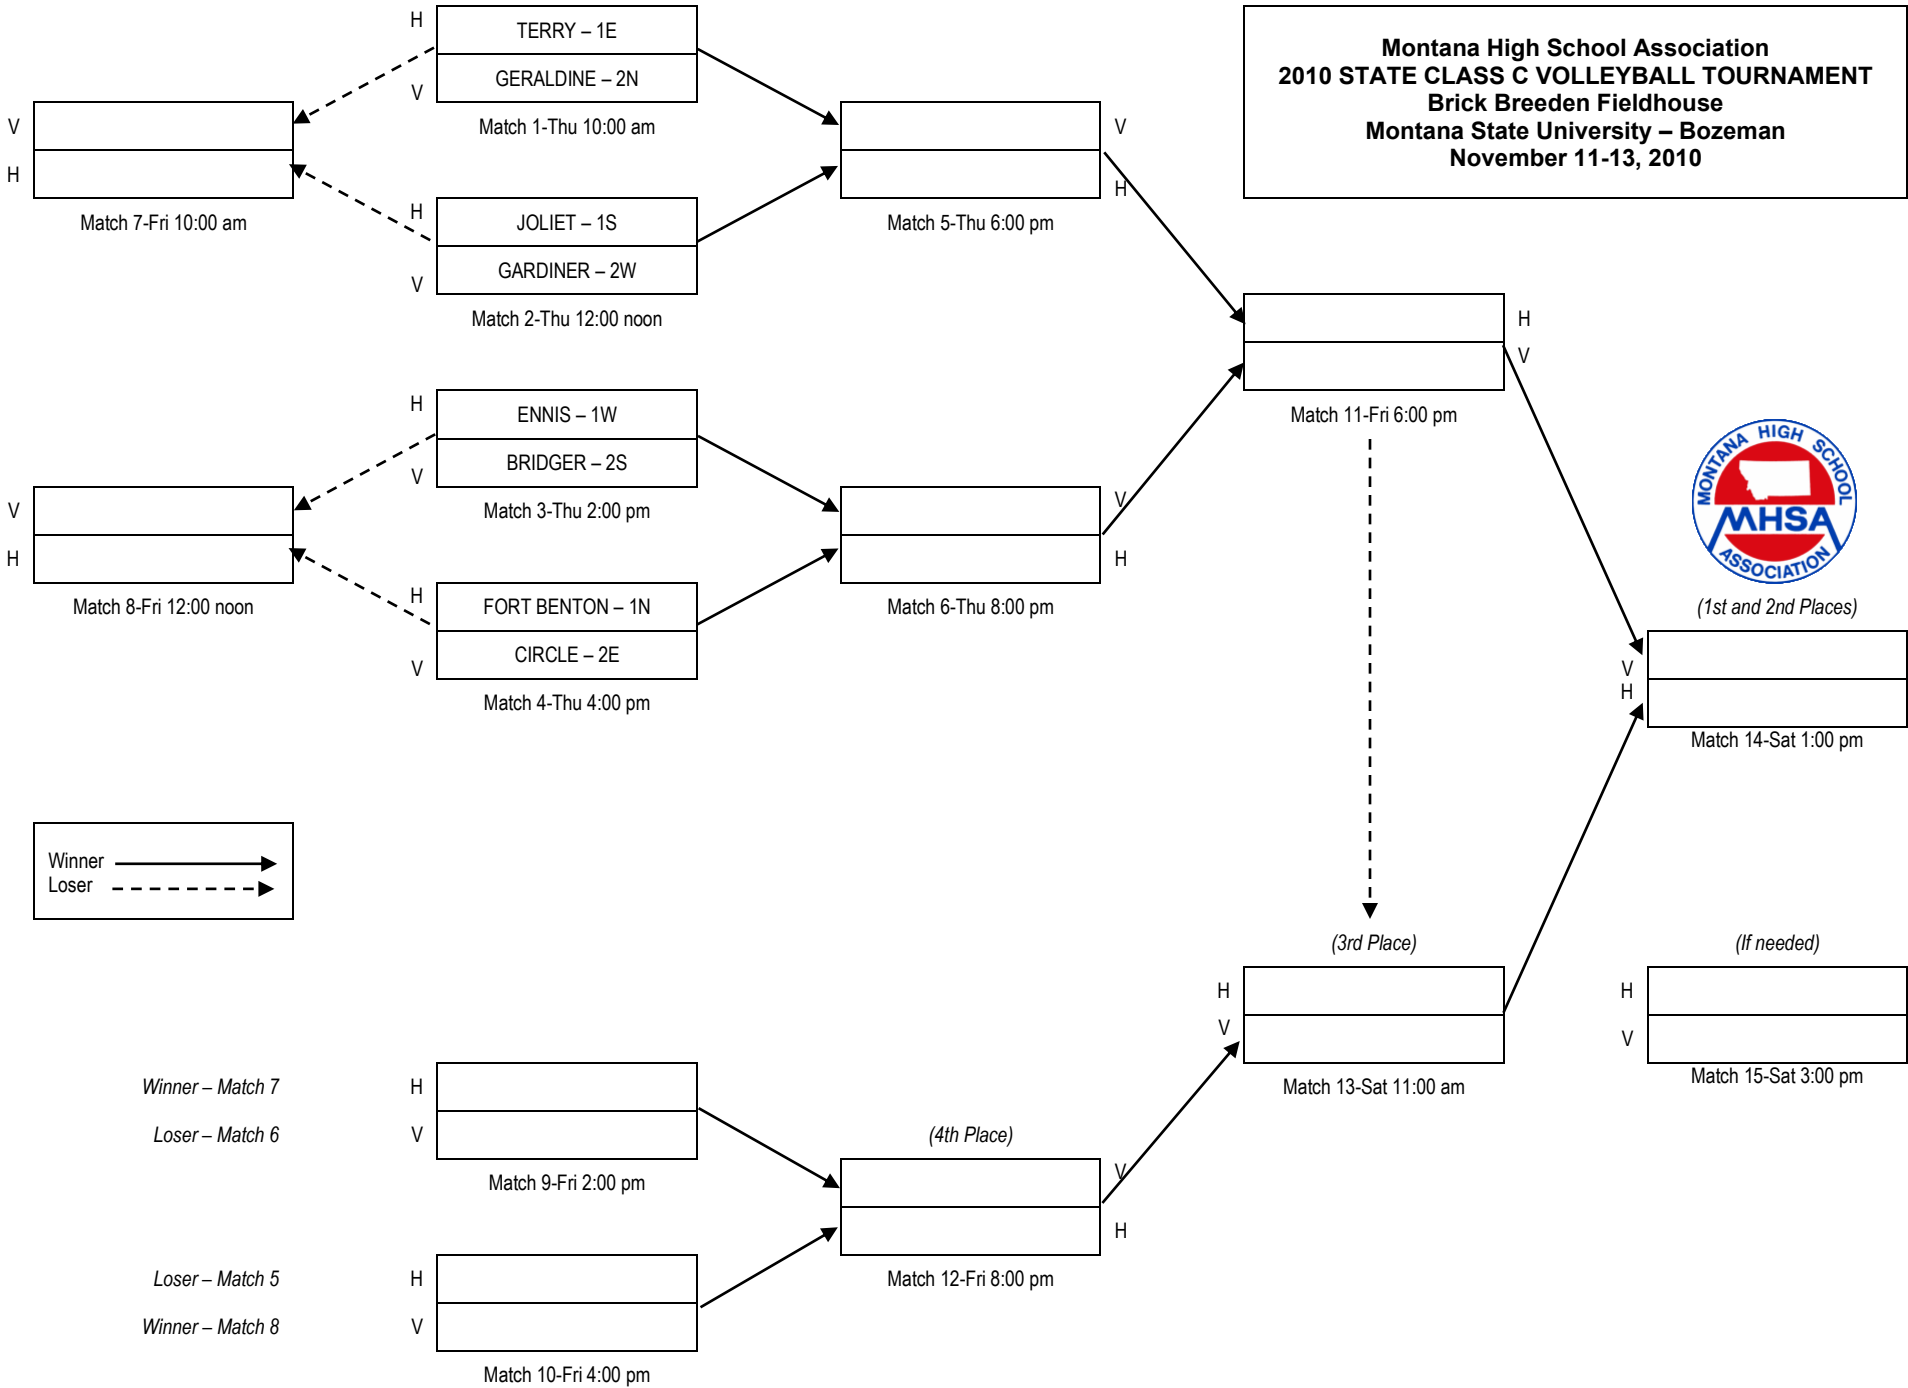 Montana High School Association
2010 STATE CLASS C VOLLEYBALL TOURNAMENT
Brick Breeden Fieldhouse
Montana State University – Bozeman
November 11-13, 2010
H
TERRY – 1E
V
GERALDINE – 2N
Match 1-Thu 10:00 am
V
H
Match 7-Fri 10:00 am
H
JOLIET – 1S
V
GARDINER – 2W
Match 2-Thu 12:00 noon
V
H
Match 5-Thu 6:00 pm
H
ENNIS – 1W
V
BRIDGER – 2S
Match 3-Thu 2:00 pm
V
H
Match 8-Fri 12:00 noon
H
FORT BENTON – 1N
V
CIRCLE – 2E
Match 4-Thu 4:00 pm
V
H
Match 6-Thu 8:00 pm
H
V
Match 11-Fri 6:00 pm
MONTANA HIGH SCHOOL
MHSA
ASSOCIATION
(1st and 2nd Places)
V
H
Match 14-Sat 1:00 pm
Winner
Loser
(3rd Place)
H
V
Match 13-Sat 11:00 am
(If needed)
H
V
Match 15-Sat 3:00 pm
Winner – Match 7
H
Loser – Match 6
V
Match 9-Fri 2:00 pm
(4th Place)
V
H
Match 12-Fri 8:00 pm
Loser – Match 5
H
Winner – Match 8
V
Match 10-Fri 4:00 pm